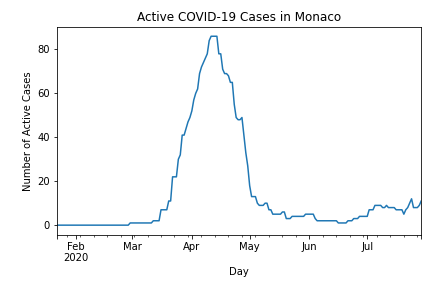 Active COVID-19 Cases in Monaco
Number of Active Cases
80
60
40
20
0
Feb Mar Apr May Jun Jul
2020
Day